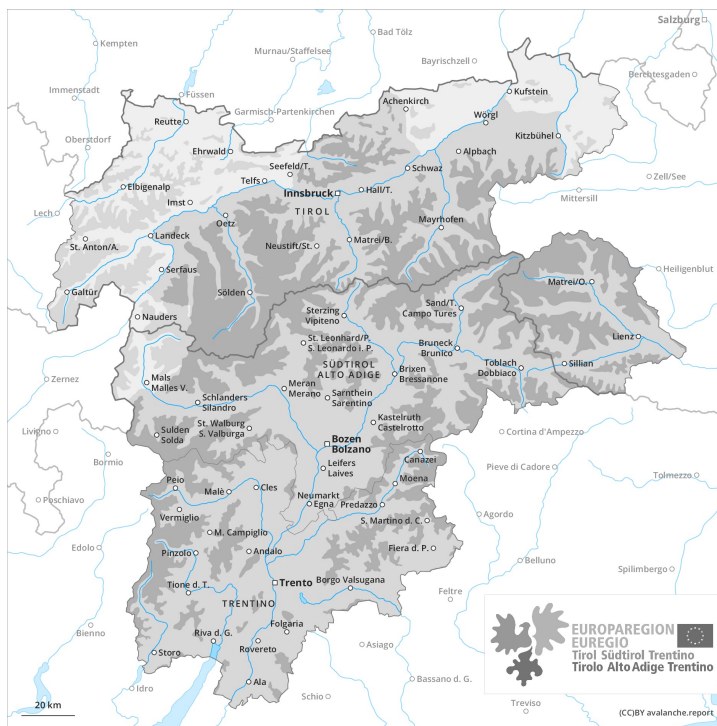 Salzburg
Kempten
Bad Tölz
Murnau/Staffelsee
Bayrischzell
Berchtesgaden
Immenstadt
Füssen
Achenkirch
Kufstein
Garmisch-Partenkirchen
Reutte
Wörgl
Oberstdorf
Kitzbühel
Ehrwald
Alpbach
Seefeld/T.
Schwaz
Zell/See
Telfs
Elbigenalp
Innsbruck
Hall/T.
Mittersill
Imst
TIROL
Lech
Oetz
Mayrhofen
Landeck
St. Anton/A.
Neustift/St.
Matrei/B.
Serfaus
Heiligenblut
Matrei/O.
Galtür
Sölden
Sand/T.
Campo Tures
Nauders
Sterzing
Vipiteno
Lienz
St. Leonhard/P.
S. Leonardo i. P.
Bruneck
Brunico
SÜDTIROL
ALTO ADIGE
Toblach
Dobbiaco
Sillian
Brixen
Bressanone
Zernez
Mals
Malles V.
Meran
Merano
Sarnthein
Sarentino
Schlanders
Silandro
Kastelruth
Castelrotto
St. Walburg
S. Valburga
Livigno
Sulden
Solda
Cortina d'Ampezzo
Bozen
Bolzano
Bormio
Canazei
Leifers
Laives
Pieve di Cadore
Tolmezzo
Peio
Malè
Cles
Moena
Poschiavo
Neumarkt
Egna
Predazzo
Vermiglio
Agordo
S. Martino d. C.
M. Campiglio
Edolo
Pinzolo
Andalo
Fiera d. P.
Belluno
Spilimbergo
Trento
Borgo Valsugana
Tione d. T.
Feltre
TRENTINO
Folgaria
Bienno
Riva d. G.
Rovereto
Asiago
Storo
Bassano d. G.
Ala
Idro
Schio
Treviso
EUROPAREGION
EUREGIO
Tirol Südtirol Trentino
Tirolo Alto Adige Trentino
20 km
(CC)BY avalanche.report